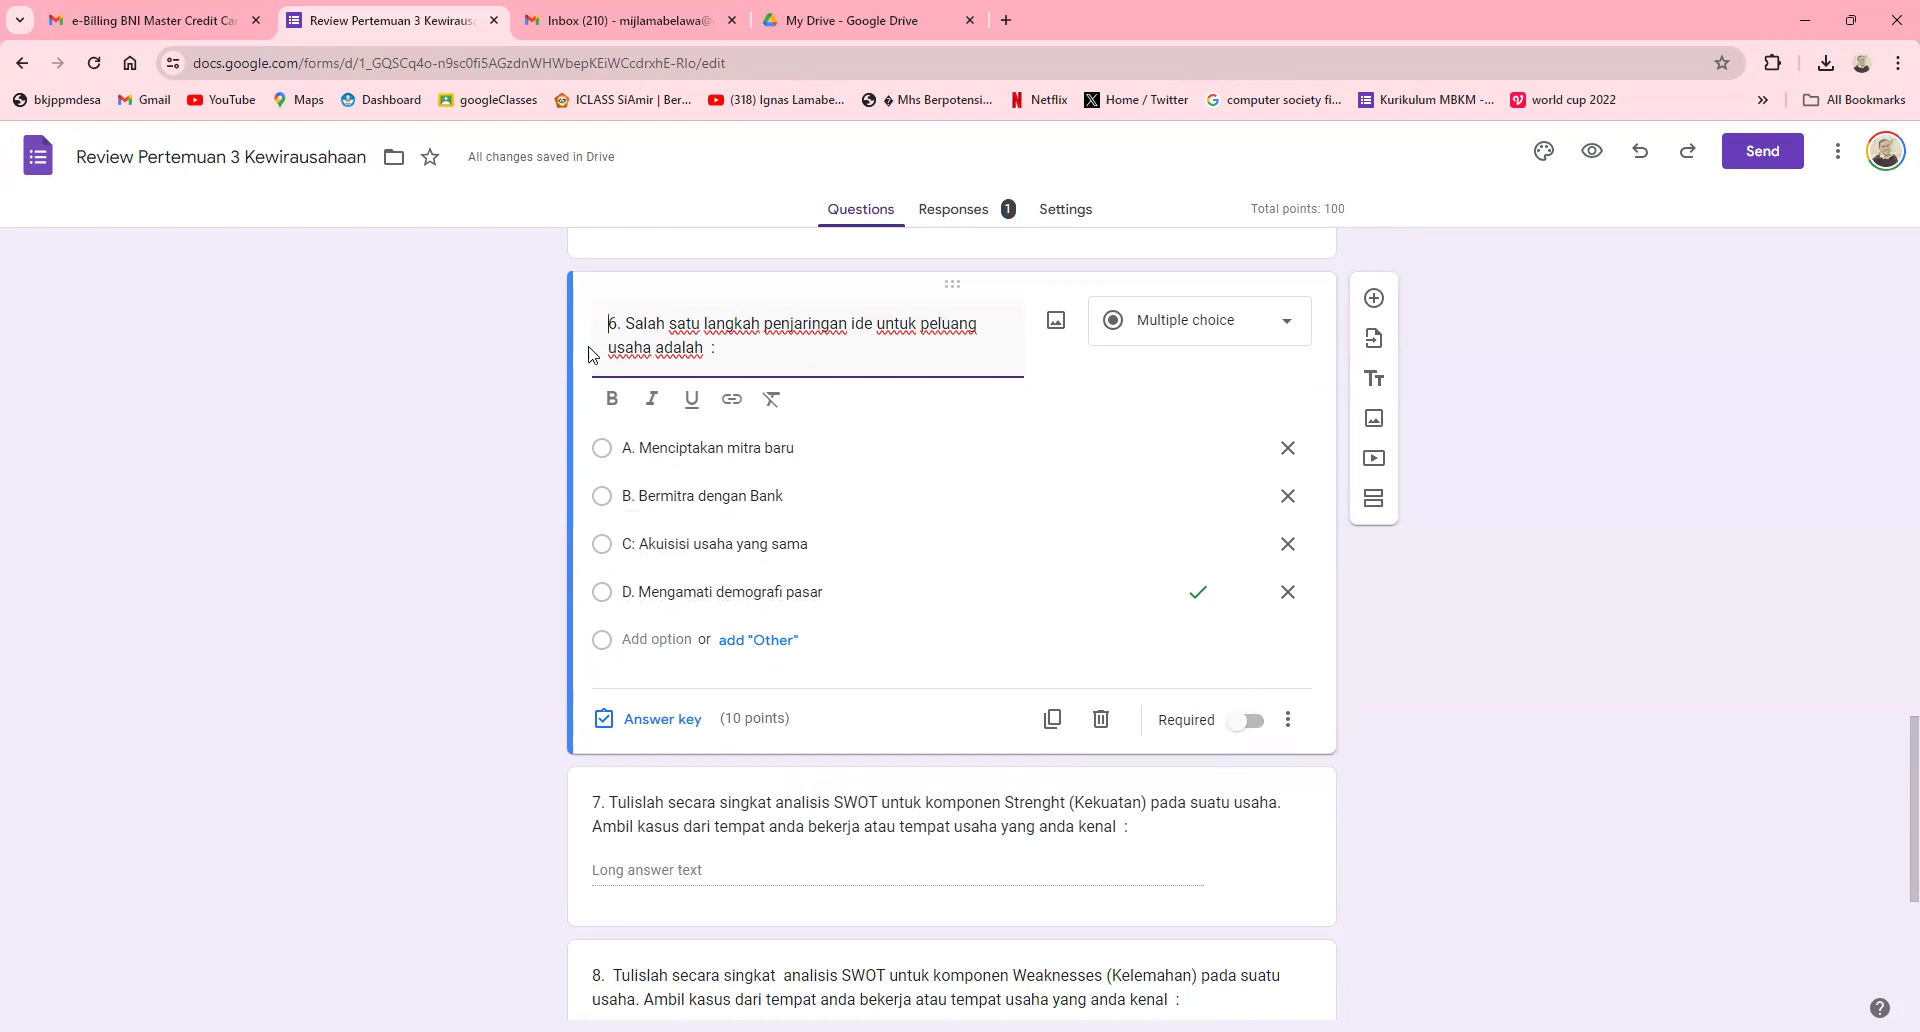 e-Billing BNI Master Credit Ca
Review Pertemuan 3 Kewirausa
Inbox (210) - mijlamabelawa@
My Drive - Google Drive
docs.google.com/forms/d/1_GQSCq4o-n9sc0fi5AGzdnWHWbepKEiWCcdrxhE-RIo/edit
bkjppmdesa
Gmail
YouTube
Maps
Dashboard
googleClasses
ICLASS SiAmir | Ber...
(318) Ignas Lamabe...
Mhs Berpotensi...
Netflix
Home / Twitter
computer society fi...
Kurikulum MBKM -...
world cup 2022
All Bookmarks
Review Pertemuan 3 Kewirausahaan
All changes saved in Drive
Send
Questions
Responses 1
Settings
Total points: 100
6. Salah satu langkah penjaringan ide untuk peluang
usaha adalah :
Multiple choice
B I U
A. Menciptakan mitra baru
B. Bermitra dengan Bank
C: Akuisisi usaha yang sama
D. Mengamati demografi pasar
Add option or add "Other"
Answer key (10 points)
Required
7. Tulislah secara singkat analisis SWOT untuk komponen Strenght (Kekuatan) pada suatu usaha.
Ambil kasus dari tempat anda bekerja atau tempat usaha yang anda kenal :
Long answer text
8. Tulislah secara singkat analisis SWOT untuk komponen Weaknesses (Kelemahan) pada suatu
usaha. Ambil kasus dari tempat anda bekerja atau tempat usaha yang anda kenal :